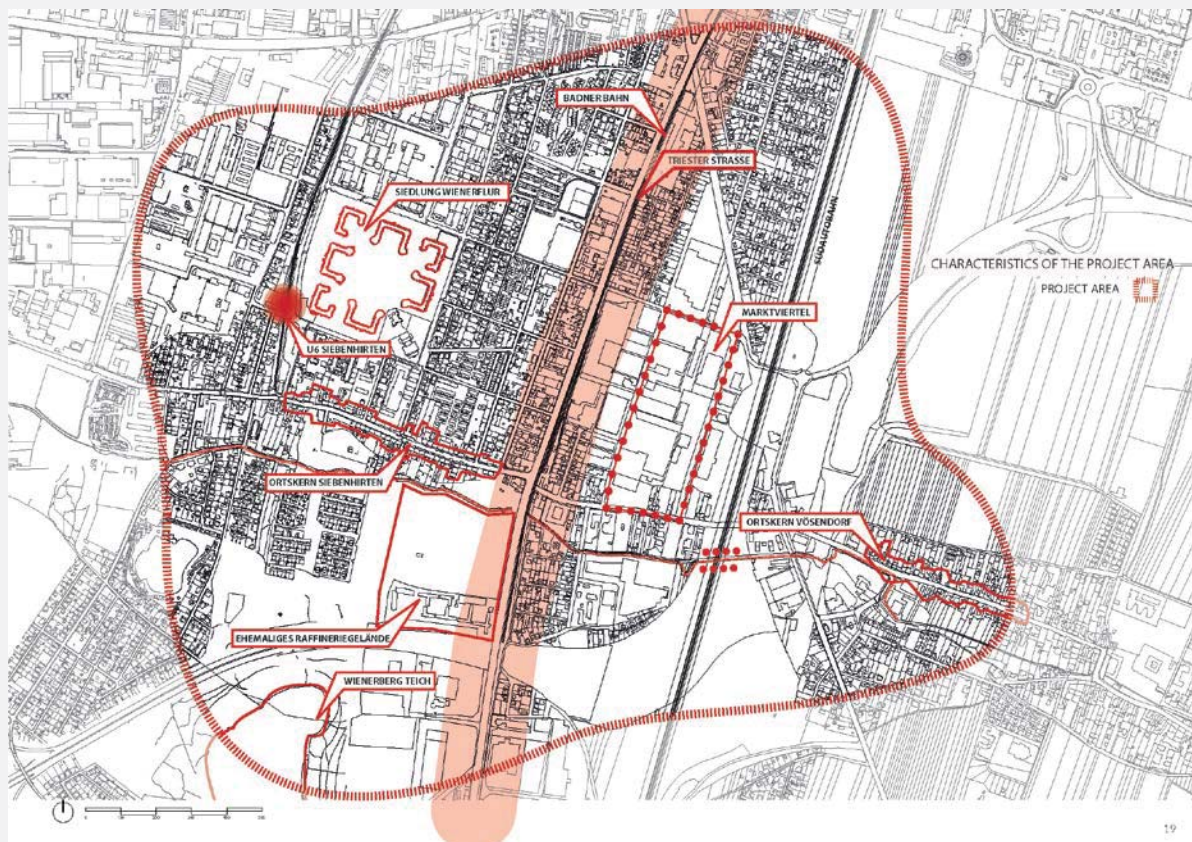 BADNER BAHN
TRIESTER STRASSE
SIEDLUNG WIENERFLUR
SÜDAUTOBAHN
CHARACTERISTICS OF THE PROJECT AREA
PROJECT AREA
MARKTVIERTEL
U6 SIEBENHIRTEN
ORTSKERN SIEBENHIRTEN
ORTSKERN VÖSENDORF
EHEMALIGES RAFFINERIEGELÄNDE
WIENERBERG TEICH
19